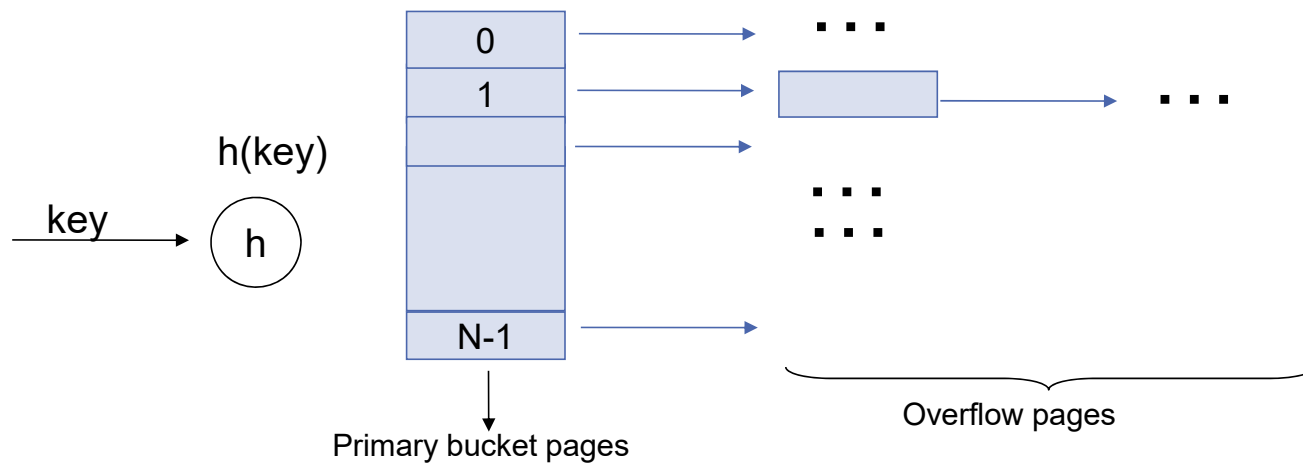 0
1
h(key)
key
h
N-1
Overflow pages
Primary bucket pages